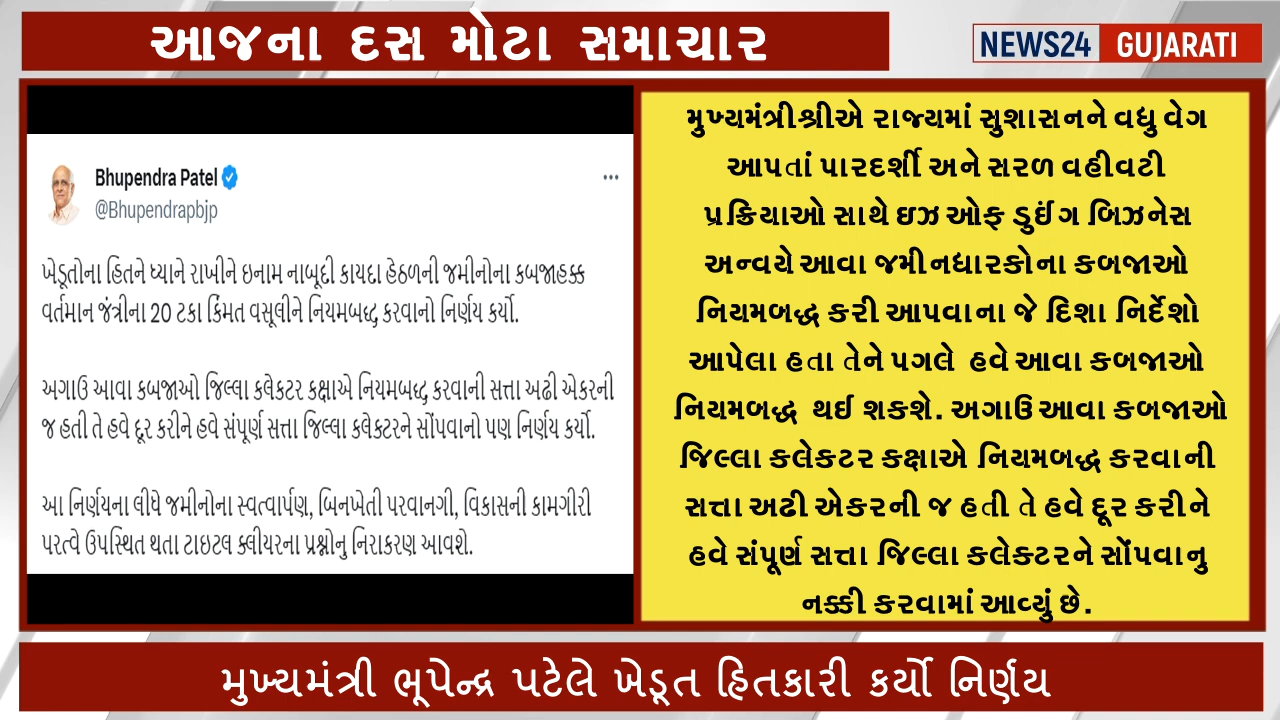 આજના દસ મોટા સમાચાર
NEWS24 GUJARATI
Bhupendra Patel
@Bhupendrapbjp
ખેડૂતોના હિતને ધ્યાને રાખીને ઇનામ નાબૂદી કાયદા હેઠળની જમીનોના કબજાહક્ક
વર્તમાન જંત્રીના 20 ટકા કિંમત વસૂલીને નિયમબદ્ધ કરવાનો નિર્ણય કર્યો.
અગાઉ આવા કબજાઓ જિલ્લા કલેક્ટર કક્ષાએ નિયમબદ્ધ કરવાની સત્તા અઢી એકરની
જ હતી તે હવે દૂર કરીને હવે સંપૂર્ણ સત્તા જિલ્લા કલેક્ટરને સોંપવાનો પણ નિર્ણય કર્યો.
આ નિર્ણયના લીધે જમીનોના સ્વત્વાર્પણ, બિનખેતી પરવાનગી, વિકાસની કામગીરી
પરત્વે ઉપસ્થિત થતા ટાઇટલ ક્લીયરના પ્રશ્નોનુ નિરાકરણ આવશે.
મુખ્યમંત્રીશ્રીએ રાજ્યમાં સુશાસનને વધુ વેગ
આપતાં પારદર્શી અને સરળ વહીવટી
પ્રક્રિયાઓ સાથે ઇઝ ઓફ ડુઈંગ બિઝનેસ
અન્વયે આવા જમીનધારકોના કબજાઓ
નિયમબદ્ધ કરી આપવાના જે દિશા નિર્દેશો
આપેલા હતા તેને પગલે હવે આવા કબજાઓ
નિયમબદ્ધ થઈ શકશે. અગાઉ આવા કબજાઓ
જિલ્લા કલેકટર કક્ષાએ નિયમબદ્ધ કરવાની
સત્તા અઢી એકરની જ હતી તે હવે દૂર કરીને
હવે સંપૂર્ણ સત્તા જિલ્લા કલેક્ટરને સોંપવાનુ
નક્કી કરવામાં આવ્યું છે.
મુખ્યમંત્રી ભૂપેન્દ્ર પટેલે ખેડૂત હિતકારી કર્યો નિર્ણય